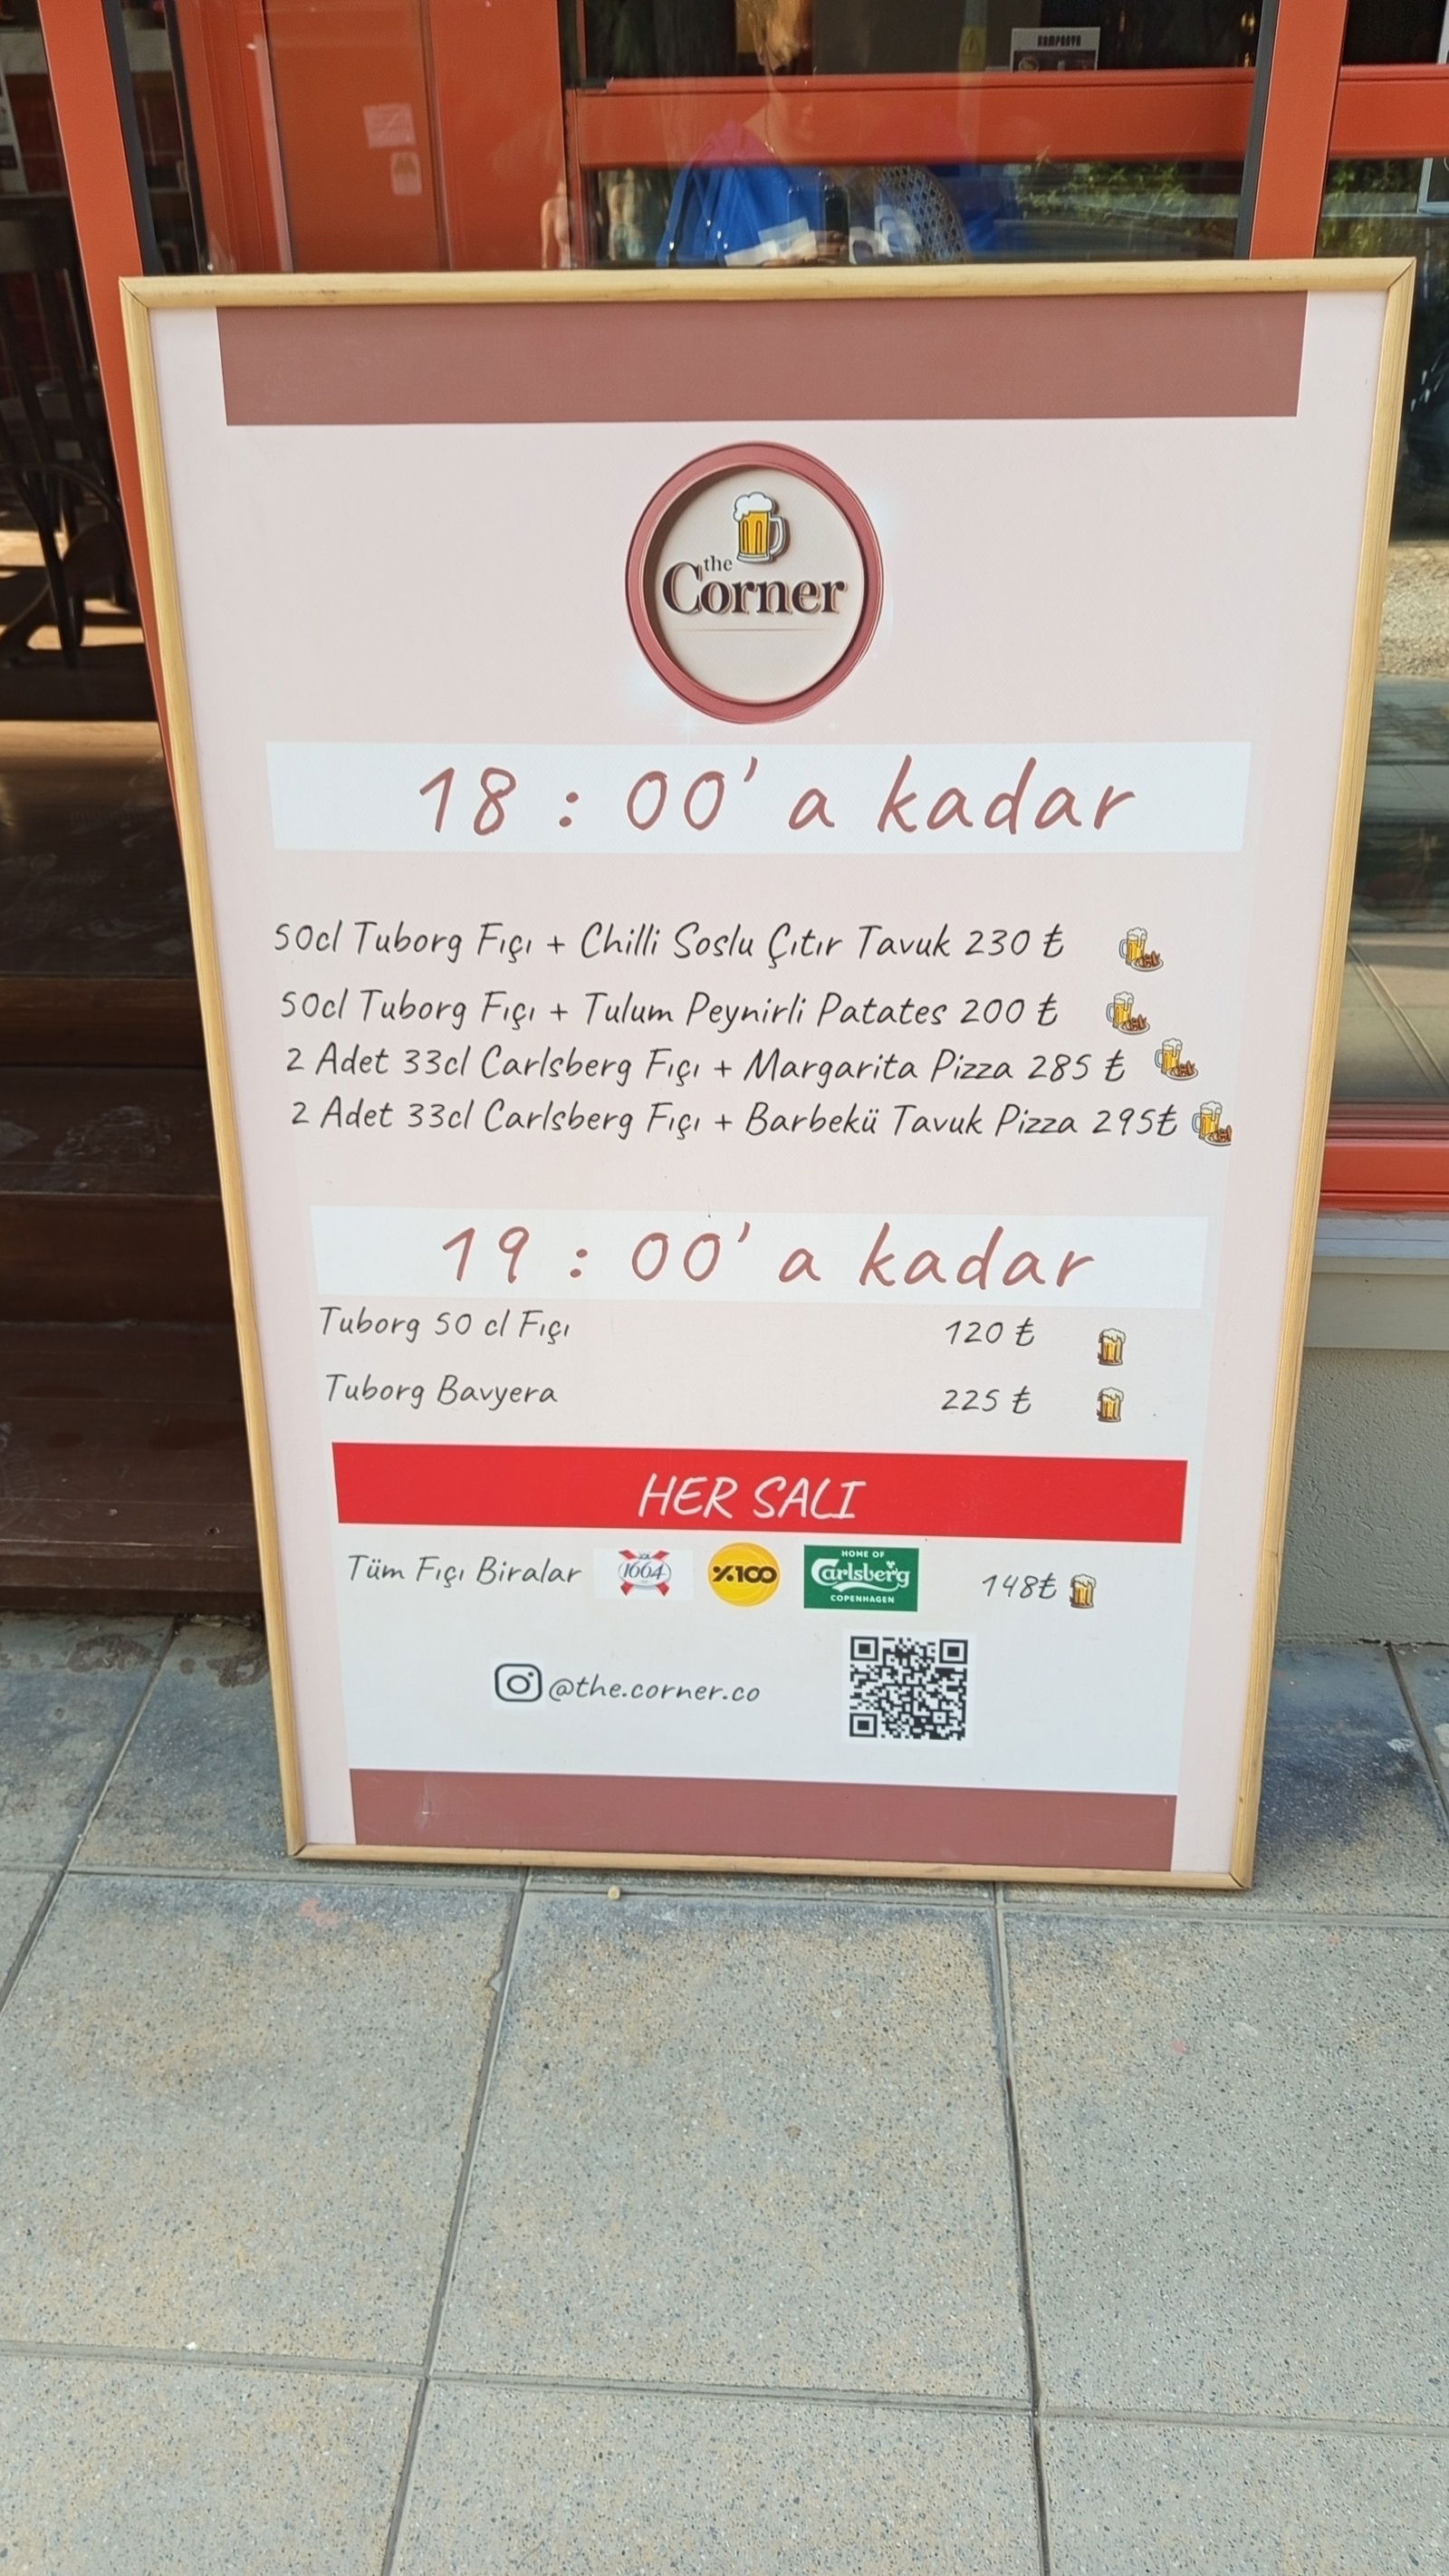 KAMPANYA
the
Corner
18 : 00' a kadar
50cl Tuborg Fıçı + Chilli Soslu Çıtır Tavuk 230 ₺
50cl Tuborg Fıçı + Tulum Peynirli Patates 200 ₺
2 Adet 33cl Carlsberg Fıçı + Margarita Pizza 285 ₺
2 Adet 33cl Carlsberg Fıçı + Barbekü Tavuk Pizza 295₺
19 : 00' a kadar
Tuborg 50 cl Fıçı 120 ₺
Tuborg Bavyera 225 ₺
HER SALI
Tüm Fıçı Biralar 1664 %100 HOME OF Carlsberg COPENHAGEN 148₺
@the.corner.co